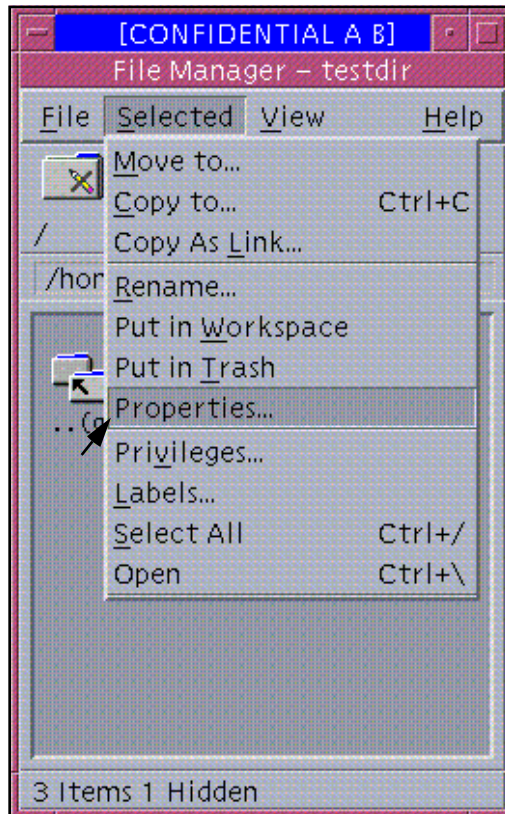 [CONFIDENTIAL A B]
File Manager – testdir
File Selected View Help
Move to...
Copy to... Ctrl+C
Copy As Link...
/
Rename...
Put in Workspace
Put in Trash
Properties...
Privileges...
Labels...
Select All Ctrl+/
Open Ctrl+\
3 Items 1 Hidden